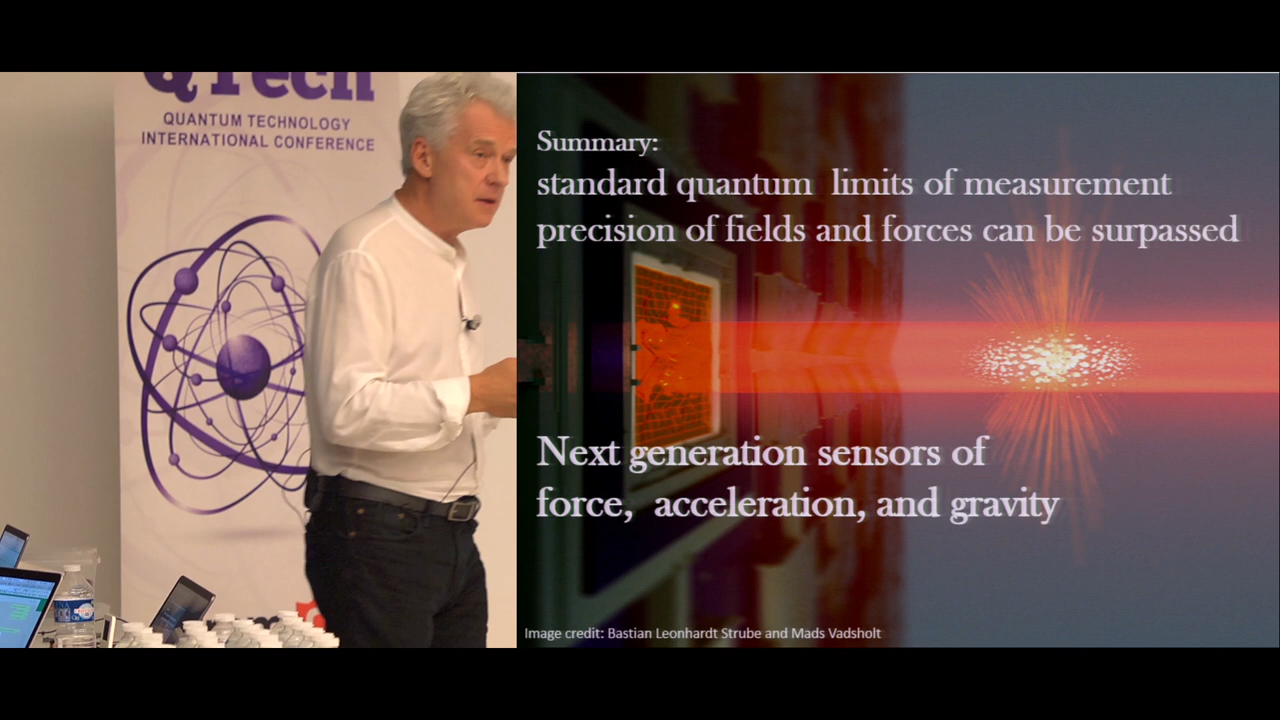 QTech
QUANTUM TECHNOLOGY
INTERNATIONAL CONFERENCE
Summary:
standard quantum limits of measurement
precision of fields and forces can be surpassed
Next generation sensors of
force, acceleration, and gravity
Image credit: Bastian Leonhardt Strube and Mads Vadsholt